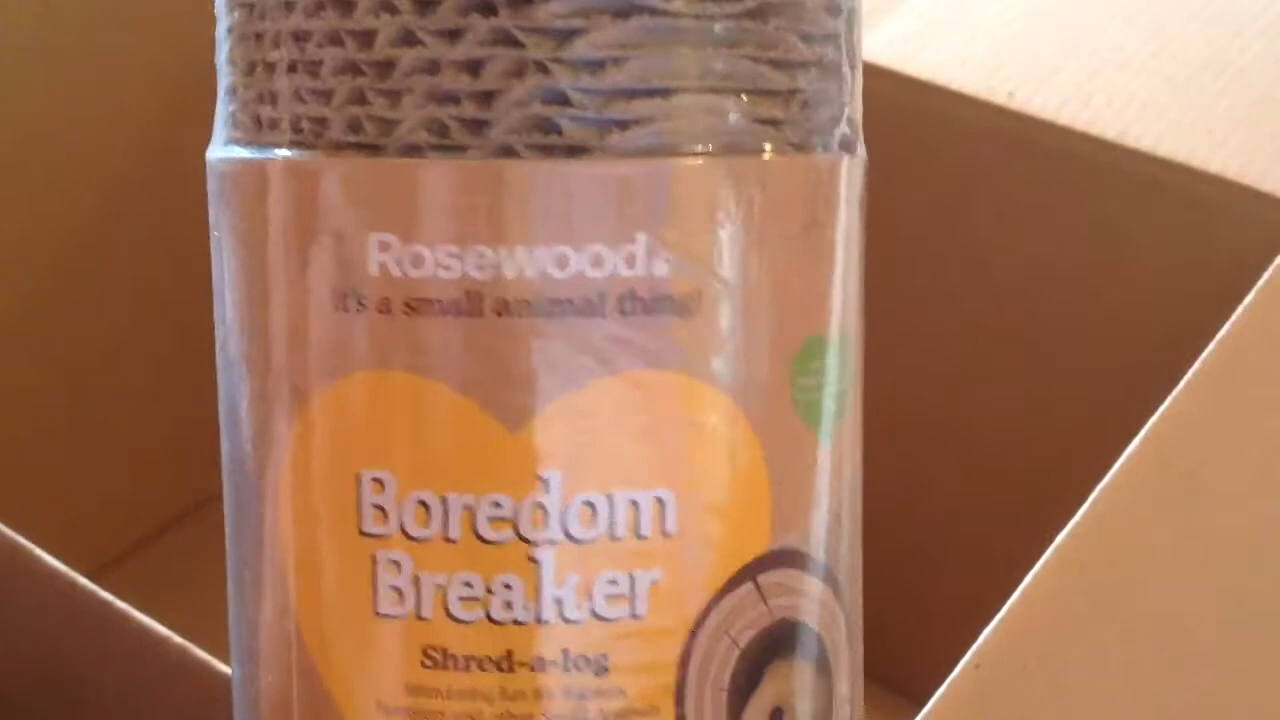 Rosewood.
it's a small animal thing!
Boredom
Breaker
Shred-a-log